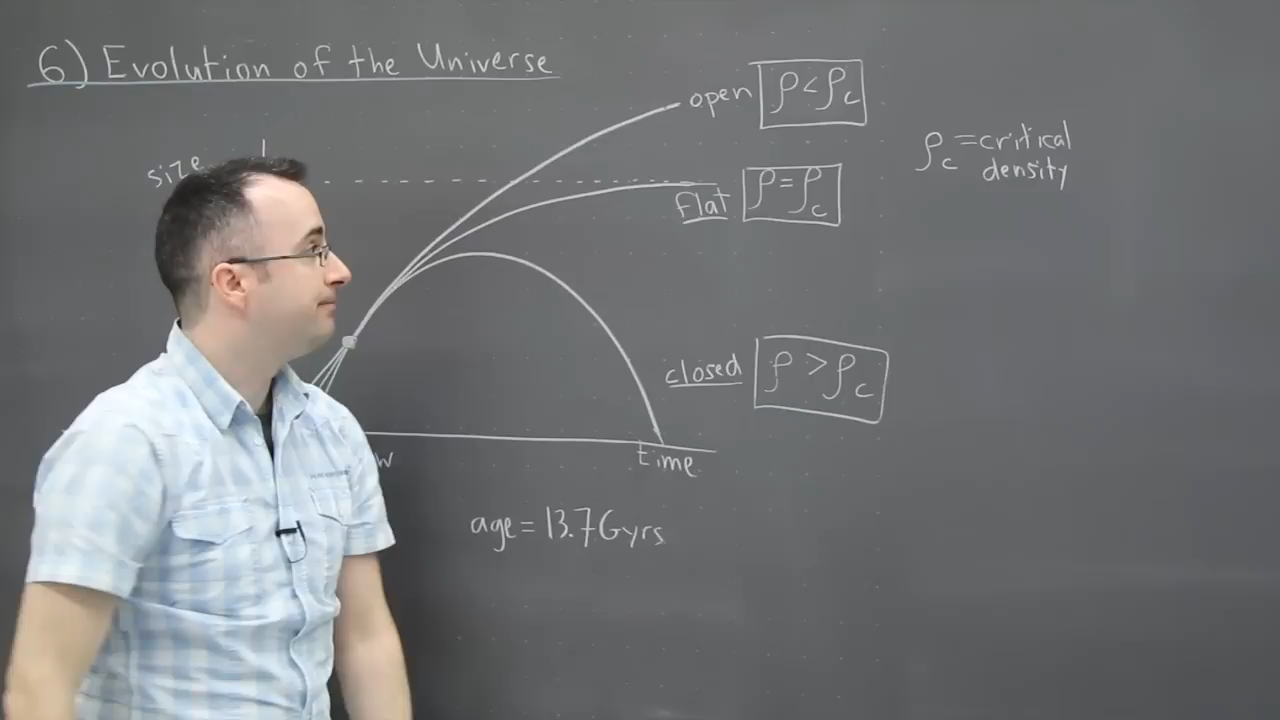 6) Evolution of the Universe
open ρ < ρc
ρc = critical
density
size
flat ρ = ρc
closed ρ > ρc
time
age = 13.7 Gyrs